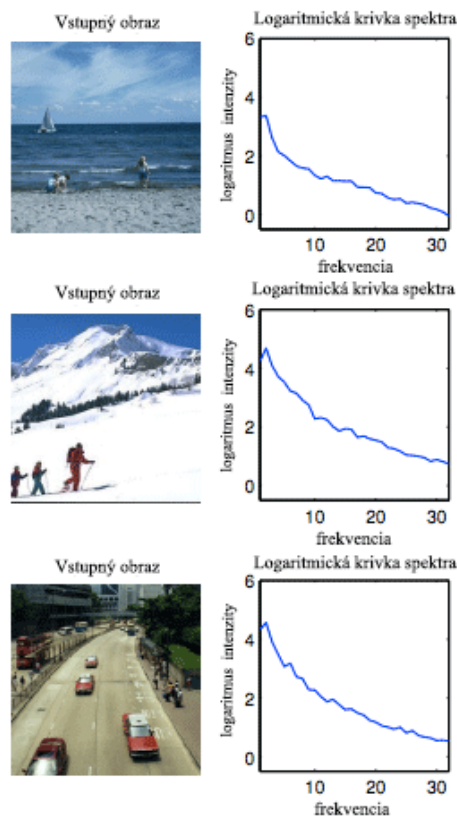 Vstupný obraz
Logaritmická krivka spektra
logaritmus intenzity
6
4
2
0
10 20 30
frekvencia
Vstupný obraz
Logaritmická krivka spektra
logaritmus intenzity
6
4
2
0
10 20 30
frekvencia
Vstupný obraz
Logaritmická krivka spektra
logaritmus intenzity
6
4
2
0
10 20 30
frekvencia